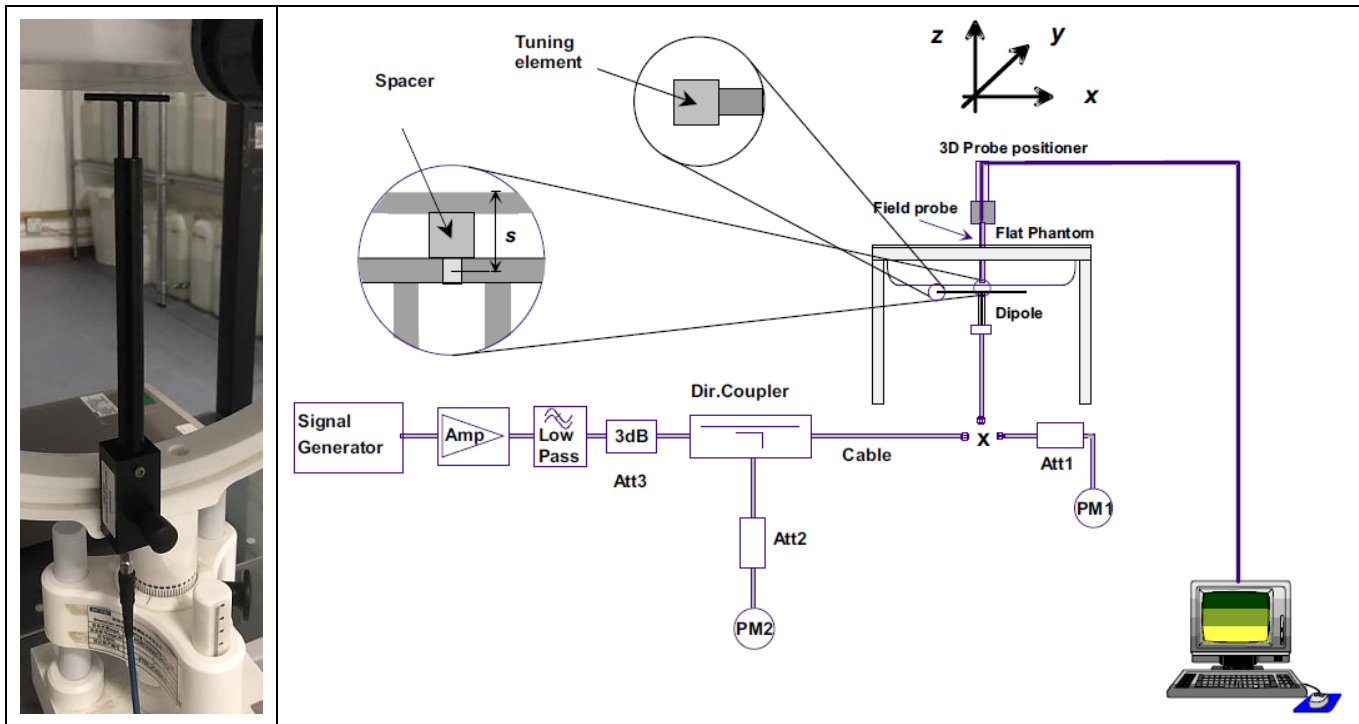 Tuning
element
Spacer
s
z
y
x
3D Probe positioner
Field probe
Flat Phantom
Dipole
Dir.Coupler
Signal
Generator
Amp
Low
Pass
3dB
Att3
Cable
x
Att1
PM1
Att2
PM2